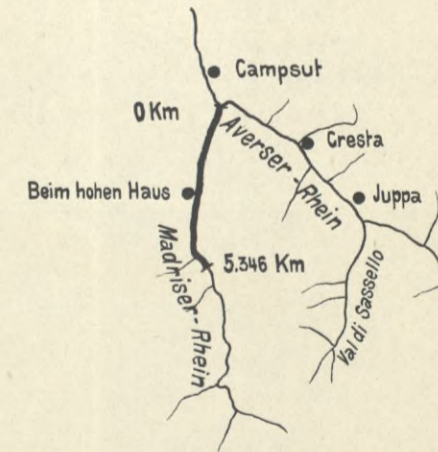 Campsut
0 Km
Averser-Rhein
Cresta
Beim hohen Haus
Juppa
Madriser-Rhein
5.346 Km
Val di Sassello